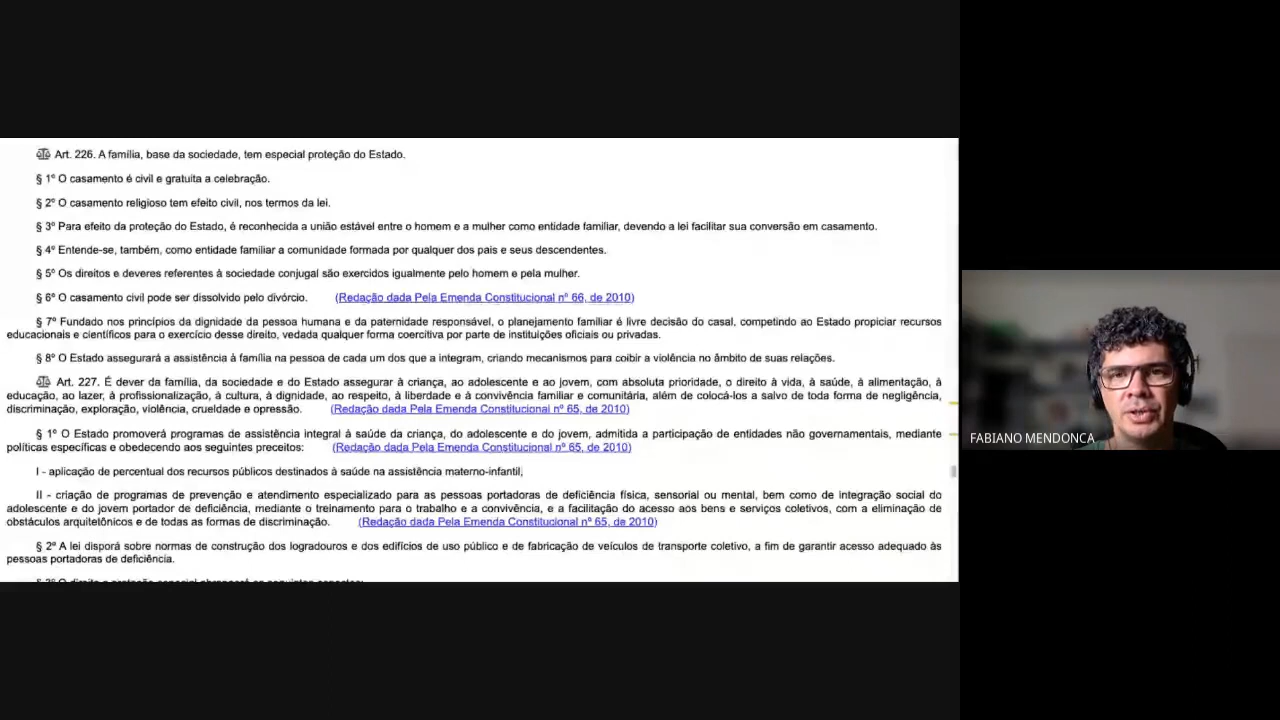 Art. 226. A família, base da sociedade, tem especial proteção do Estado.
§ 1º O casamento é civil e gratuita a celebração.
§ 2º O casamento religioso tem efeito civil, nos termos da lei.
§ 3º Para efeito da proteção do Estado, é reconhecida a união estável entre o homem e a mulher como entidade familiar, devendo a lei facilitar sua conversão em casamento.
§ 4º Entende-se, também, como entidade familiar a comunidade formada por qualquer dos pais e seus descendentes.
§ 5º Os direitos e deveres referentes à sociedade conjugal são exercidos igualmente pelo homem e pela mulher.
§ 6º O casamento civil pode ser dissolvido pelo divórcio. (Redação dada Pela Emenda Constitucional nº 66, de 2010)
§ 7º Fundado nos princípios da dignidade da pessoa humana e da paternidade responsável, o planejamento familiar é livre decisão do casal, competindo ao Estado propiciar recursos
educacionais e científicos para o exercício desse direito, vedada qualquer forma coercitiva por parte de instituições oficiais ou privadas.
§ 8º O Estado assegurará a assistência à família na pessoa de cada um dos que a integram, criando mecanismos para coibir a violência no âmbito de suas relações.
Art. 227. É dever da família, da sociedade e do Estado assegurar à criança, ao adolescente e ao jovem, com absoluta prioridade, o direito à vida, à saúde, à alimentação, à
educação, ao lazer, à profissionalização, à cultura, à dignidade, ao respeito, à liberdade e à convivência familiar e comunitária, além de colocá-los a salvo de toda forma de negligência,
discriminação, exploração, violência, crueldade e opressão. (Redação dada Pela Emenda Constitucional nº 65, de 2010)
§ 1º O Estado promoverá programas de assistência integral à saúde da criança, do adolescente e do jovem, admitida a participação de entidades não governamentais, mediante
políticas específicas e obedecendo aos seguintes preceitos: (Redação dada Pela Emenda Constitucional nº 65, de 2010)
I - aplicação de percentual dos recursos públicos destinados à saúde na assistência materno-infantil;
II - criação de programas de prevenção e atendimento especializado para as pessoas portadoras de deficiência física, sensorial ou mental, bem como de integração social do
adolescente e do jovem portador de deficiência, mediante o treinamento para o trabalho e a convivência, e a facilitação do acesso aos bens e serviços coletivos, com a eliminação de
obstáculos arquitetônicos e de todas as formas de discriminação. (Redação dada Pela Emenda Constitucional nº 65, de 2010)
§ 2º A lei disporá sobre normas de construção dos logradouros e dos edifícios de uso público e de fabricação de veículos de transporte coletivo, a fim de garantir acesso adequado às
pessoas portadoras de deficiência.
§ 3º O direito a proteção especial abrangerá os seguintes aspectos:
FABIANO MENDONCA